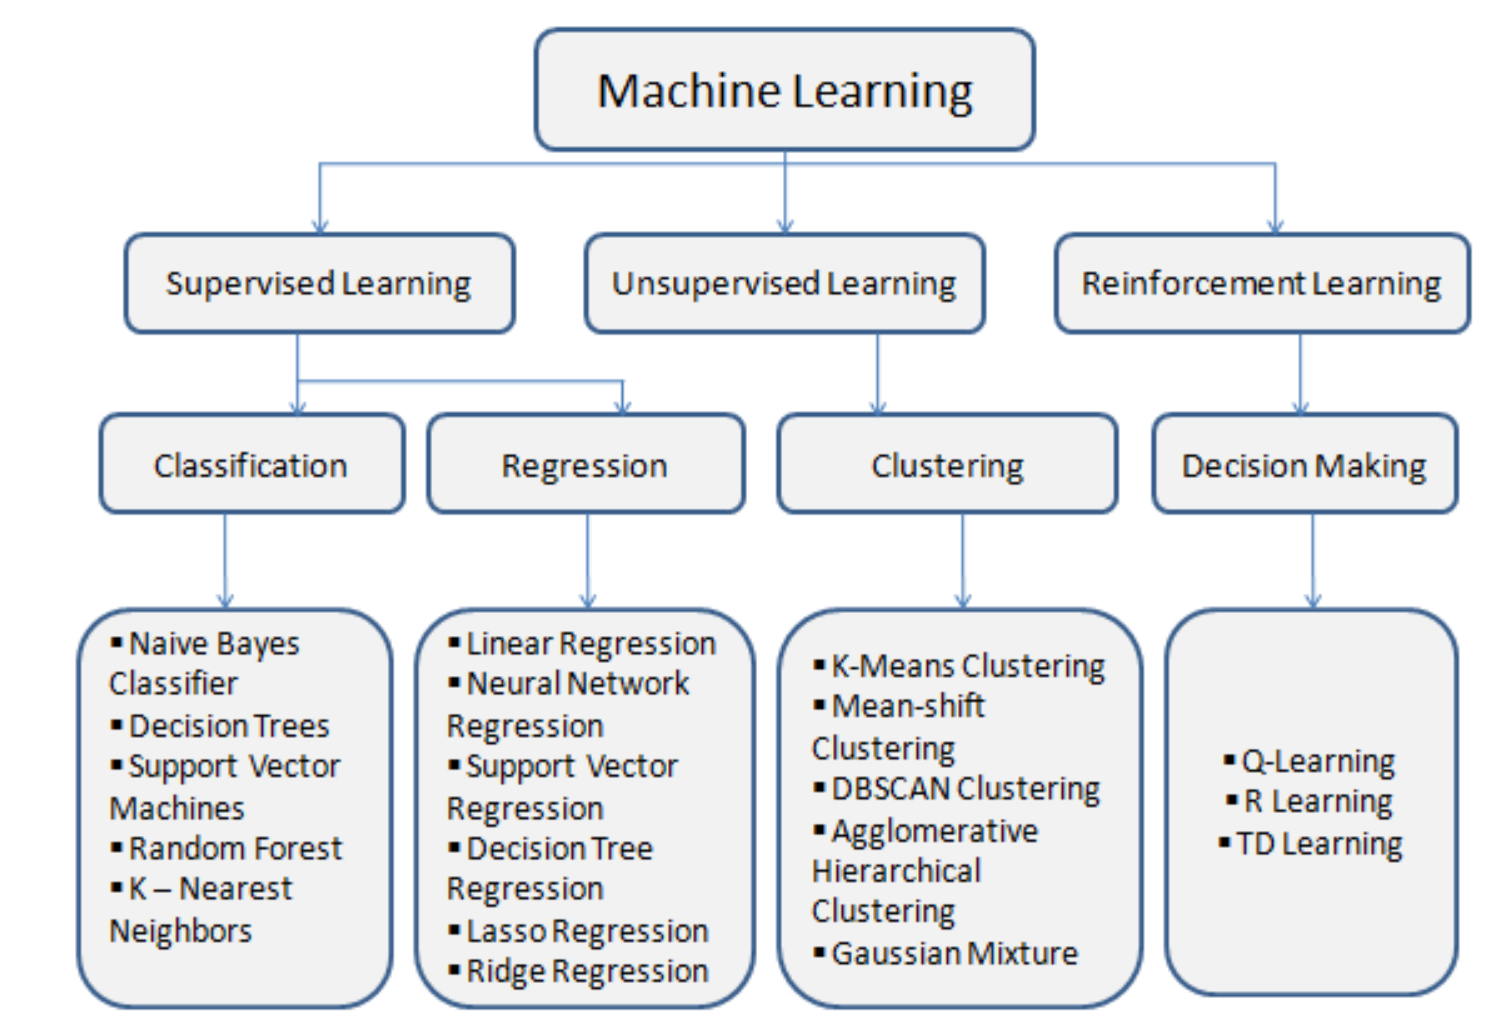 Machine Learning
Supervised Learning
Unsupervised Learning
Reinforcement Learning
Classification
Regression
Clustering
Decision Making
▪ Naive Bayes
Classifier
▪ Decision Trees
▪ Support Vector
Machines
▪ Random Forest
▪ K – Nearest
Neighbors
▪ Linear Regression
▪ Neural Network
Regression
▪ Support Vector
Regression
▪ Decision Tree
Regression
▪ Lasso Regression
▪ Ridge Regression
▪ K-Means Clustering
▪ Mean-shift
Clustering
▪ DBSCAN Clustering
▪ Agglomerative
Hierarchical
Clustering
▪ Gaussian Mixture
▪ Q-Learning
▪ R Learning
▪ TD Learning